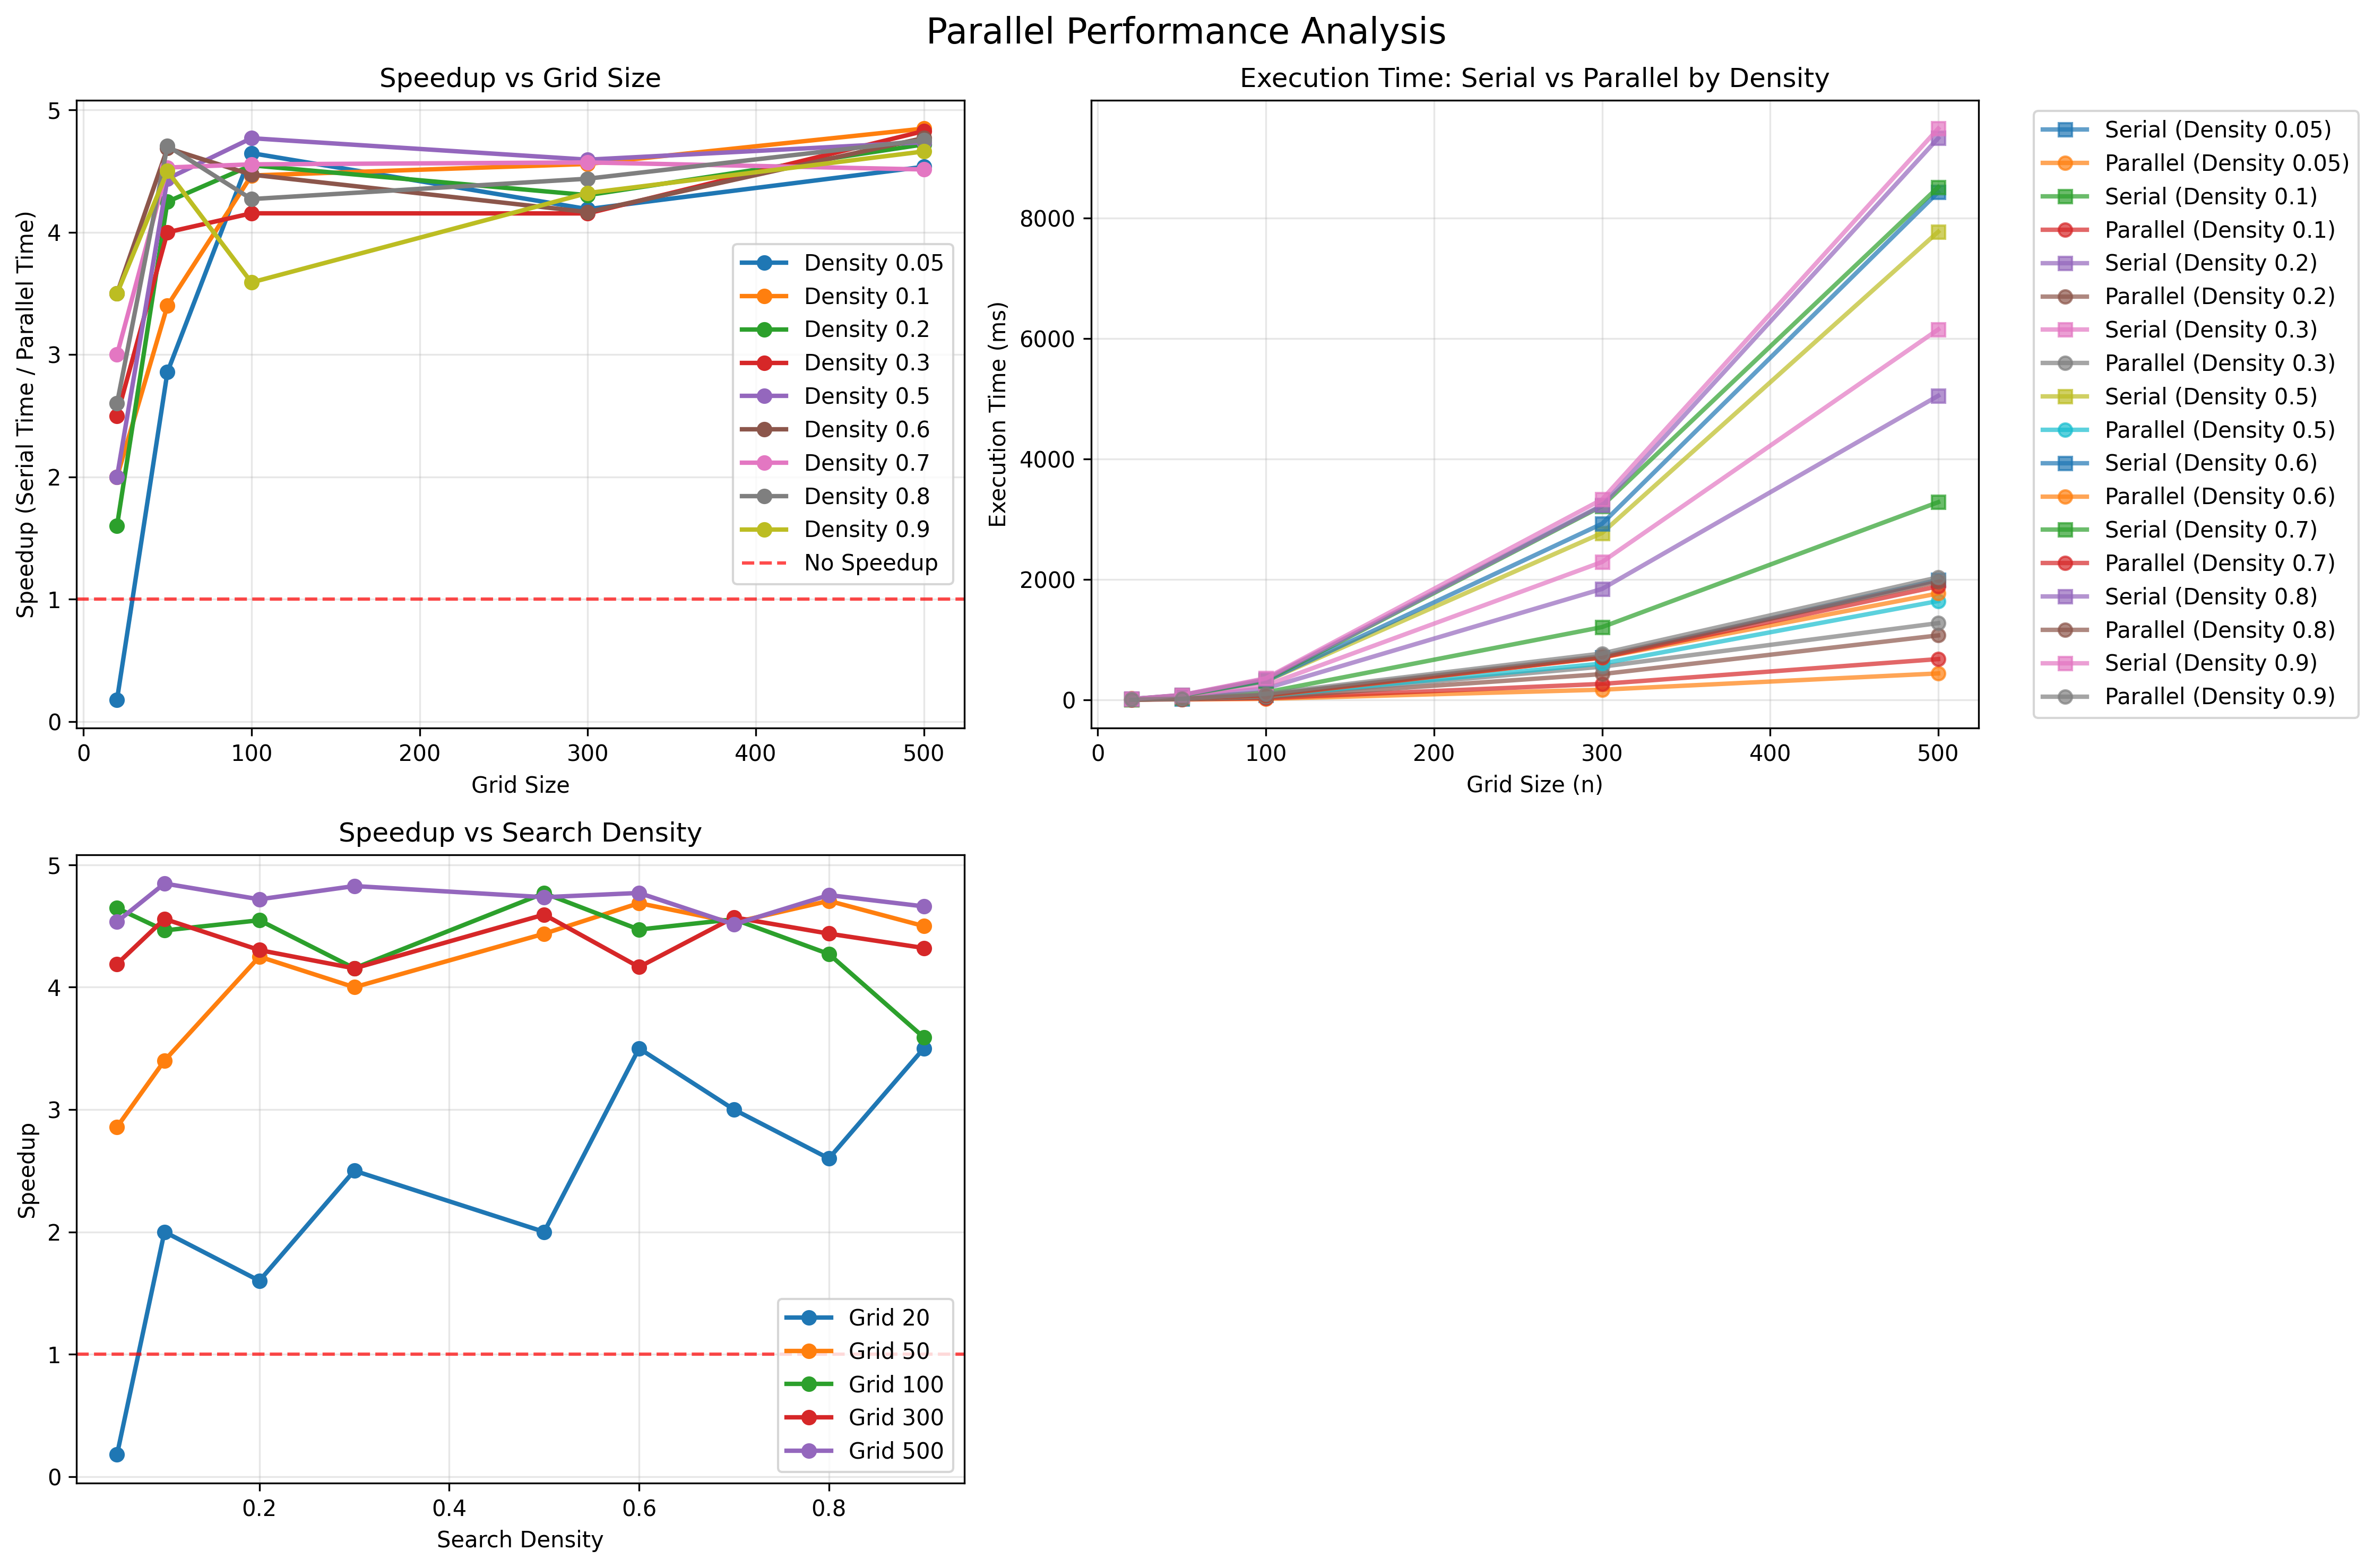 Parallel Performance Analysis
Speedup vs Grid Size
Speedup (Serial Time / Parallel Time)
5
4
3
2
1
0
0 100 200 300 400 500
Grid Size
Density 0.05
Density 0.1
Density 0.2
Density 0.3
Density 0.5
Density 0.6
Density 0.7
Density 0.8
Density 0.9
No Speedup
Execution Time: Serial vs Parallel by Density
Execution Time (ms)
8000
6000
4000
2000
0
0 100 200 300 400 500
Grid Size (n)
Serial (Density 0.05)
Parallel (Density 0.05)
Serial (Density 0.1)
Parallel (Density 0.1)
Serial (Density 0.2)
Parallel (Density 0.2)
Serial (Density 0.3)
Parallel (Density 0.3)
Serial (Density 0.5)
Parallel (Density 0.5)
Serial (Density 0.6)
Parallel (Density 0.6)
Serial (Density 0.7)
Parallel (Density 0.7)
Serial (Density 0.8)
Parallel (Density 0.8)
Serial (Density 0.9)
Parallel (Density 0.9)
Speedup vs Search Density
Speedup
5
4
3
2
1
0
0.2 0.4 0.6 0.8
Search Density
Grid 20
Grid 50
Grid 100
Grid 300
Grid 500